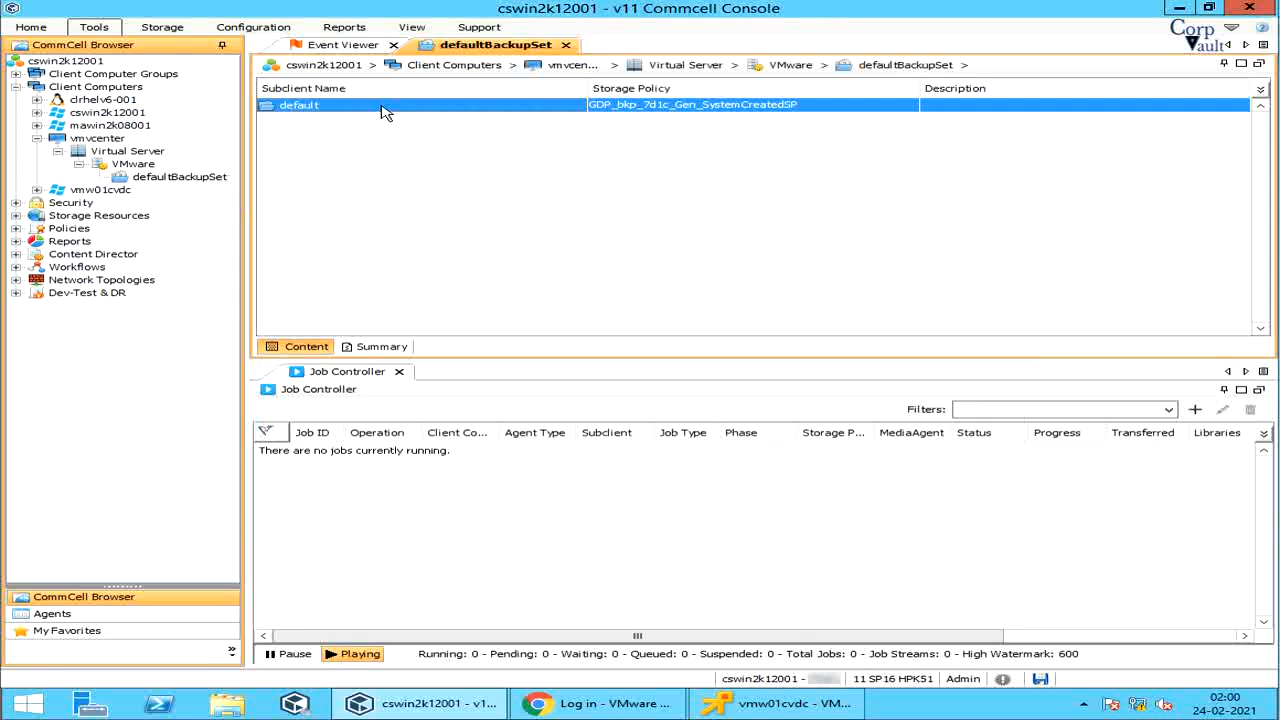 cswin2k12001 - v11 Commcell Console
Home Tools Storage Configuration Reports View Support
Corp Vault
CommCell Browser
cswin2k12001
Client Computer Groups
Client Computers
clrhelv6-001
cswin2k12001
mawin2k08001
vmvcenter
Virtual Server
VMware
defaultBackupSet
vmw01cvdc
Security
Storage Resources
Policies
Reports
Content Director
Workflows
Network Topologies
Dev-Test & DR
CommCell Browser
Agents
My Favorites
Event Viewer defaultBackupSet
cswin2k12001 > Client Computers > vmvcen... > Virtual Server > VMware > defaultBackupSet >
Subclient Name Storage Policy Description
default GDP_bkp_7d1c_Gen_SystemCreatedSP
Content Summary
Job Controller
Job Controller
Filters:
Job ID Operation Client Co... Agent Type Subclient Job Type Phase Storage P... MediaAgent Status Progress Transferred Libraries
There are no jobs currently running.
Pause Playing Running: 0 - Pending: 0 - Waiting: 0 - Queued: 0 - Suspended: 0 - Total Jobs: 0 - Job Streams: 0 - High Watermark: 600
cswin2k12001 - 11 SP16 HPK51 Admin
cswin2k12001 - v1... Log in - VMware ... vmw01cvdc - VM...
02:00
24-02-2021